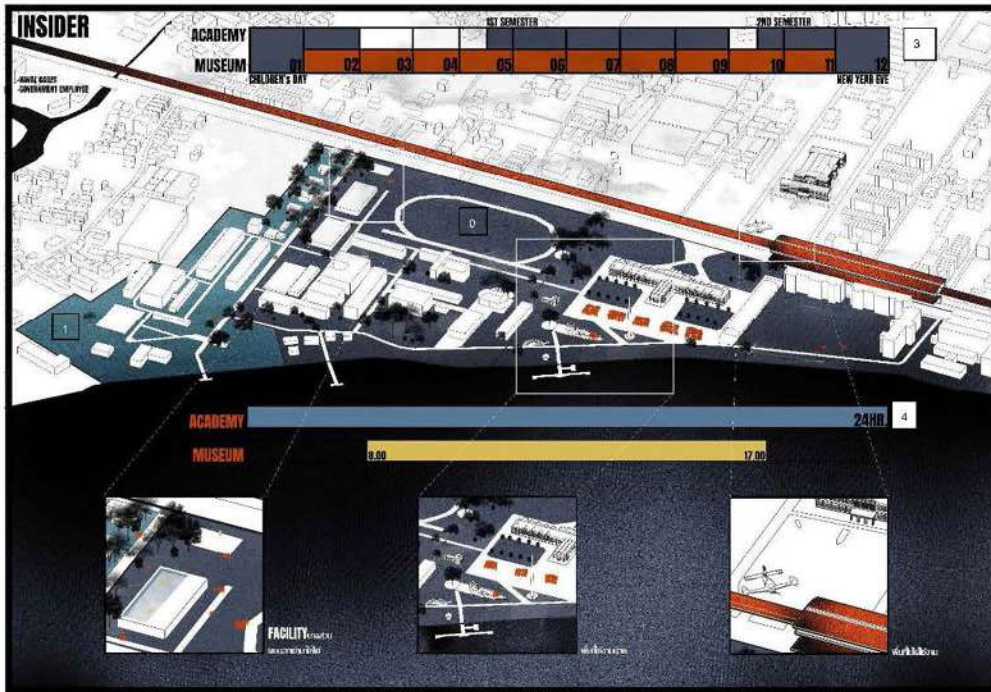 INSIDER
1ST SEMESTER
2ND SEMESTER
ACADEMY
3
MUSEUM
01 02 03 04 05 06 07 08 09 10 11 12
CHILDREN'S DAY
NEW YEAR EVE
-NAVAL CADET
-GOVERNMENT EMPLOYEE
0
1
ACADEMY
24HR.
4
MUSEUM
8.00
17.00
FACILITY